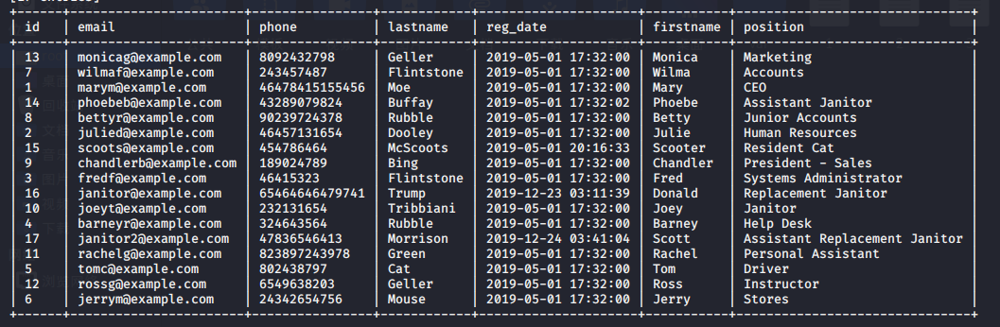 | id | email | phone | lastname | reg_date | firstname | position |
| 13 | monicag@example.com | 8092432798 | Geller | 2019-05-01 17:32:00 | Monica | Marketing |
| 7 | wilmaf@example.com | 243457487 | Flintstone | 2019-05-01 17:32:00 | Wilma | Accounts |
| 1 | marym@example.com | 46478415155456 | Moe | 2019-05-01 17:32:00 | Mary | CEO |
| 14 | phoebeb@example.com | 43289079824 | Buffay | 2019-05-01 17:32:02 | Phoebe | Assistant Janitor |
| 8 | bettyr@example.com | 90239724378 | Rubble | 2019-05-01 17:32:00 | Betty | Junior Accounts |
| 2 | julied@example.com | 46457131654 | Dooley | 2019-05-01 17:32:00 | Julie | Human Resources |
| 15 | scoots@example.com | 454786464 | McScoots | 2019-05-01 20:16:33 | Scooter | Resident Cat |
| 9 | chandlerb@example.com | 189024789 | Bing | 2019-05-01 17:32:00 | Chandler | President - Sales |
| 3 | fredf@example.com | 46415323 | Flintstone | 2019-05-01 17:32:00 | Fred | Systems Administrator |
| 16 | janitor@example.com | 65464646479741 | Trump | 2019-12-23 03:11:39 | Donald | Replacement Janitor |
| 10 | joeyt@example.com | 232131654 | Tribbiani | 2019-05-01 17:32:00 | Joey | Janitor |
| 4 | barneyr@example.com | 324643564 | Rubble | 2019-05-01 17:32:00 | Barney | Help Desk |
| 17 | janitor2@example.com | 47836546413 | Morrison | 2019-12-24 03:41:04 | Scott | Assistant Replacement Janitor |
| 11 | rachelg@example.com | 823897243978 | Green | 2019-05-01 17:32:00 | Rachel | Personal Assistant |
| 5 | tomc@example.com | 802438797 | Cat | 2019-05-01 17:32:00 | Tom | Driver |
| 12 | rossg@example.com | 6549638203 | Geller | 2019-05-01 17:32:00 | Ross | Instructor |
| 6 | jerrym@example.com | 24342654756 | Mouse | 2019-05-01 17:32:00 | Jerry | Stores |